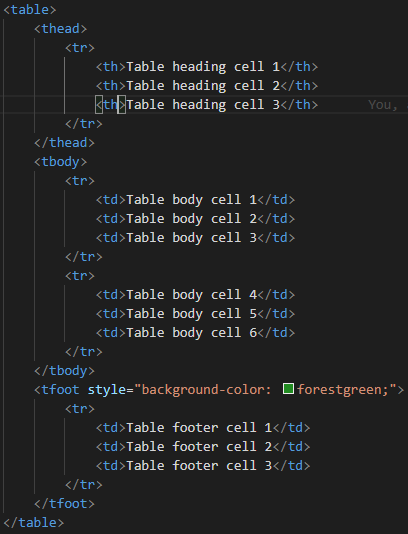 <table>
<thead>
<tr>
<th>Table heading cell 1</th>
<th>Table heading cell 2</th>
<th>Table heading cell 3</th> You,
</tr>
</thead>
<tbody>
<tr>
<td>Table body cell 1</td>
<td>Table body cell 2</td>
<td>Table body cell 3</td>
</tr>
<tr>
<td>Table body cell 4</td>
<td>Table body cell 5</td>
<td>Table body cell 6</td>
</tr>
</tbody>
<tfoot style="background-color: forestgreen;">
<tr>
<td>Table footer cell 1</td>
<td>Table footer cell 2</td>
<td>Table footer cell 3</td>
</tr>
</tfoot>
</table>